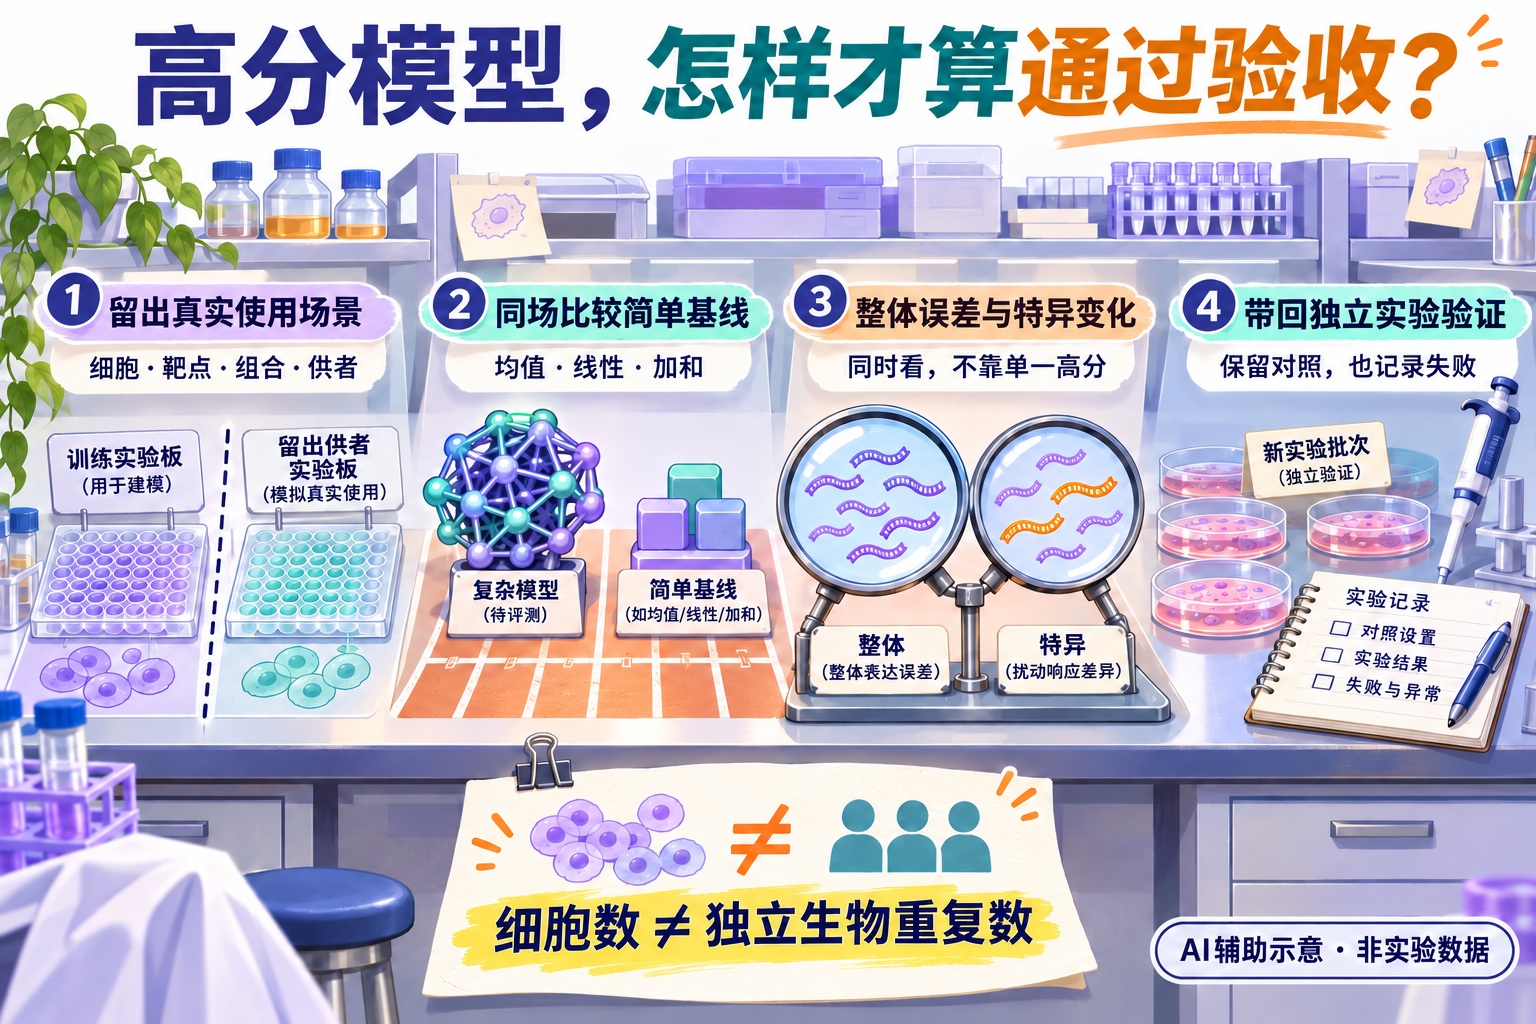 高分模型，怎样才算通过验收？
1 留出真实使用场景
细胞·靶点·组合·供者
训练实验板
（用于建模）
留出供者
实验板
（模拟真实使用）
2 同场比较简单基线
均值·线性·加和
复杂模型
（待评测）
简单基线
（如均值/线性/加和）
3 整体误差与特异变化
同时看，不靠单一高分
整体
（整体表达误差）
特异
（扰动响应差异）
4 带回独立实验验证
保留对照，也记录失败
新实验批次
（独立验证）
实验记录
对照设置
实验结果
失败与异常
≠
细胞数 ≠ 独立生物重复数
AI辅助示意·非实验数据